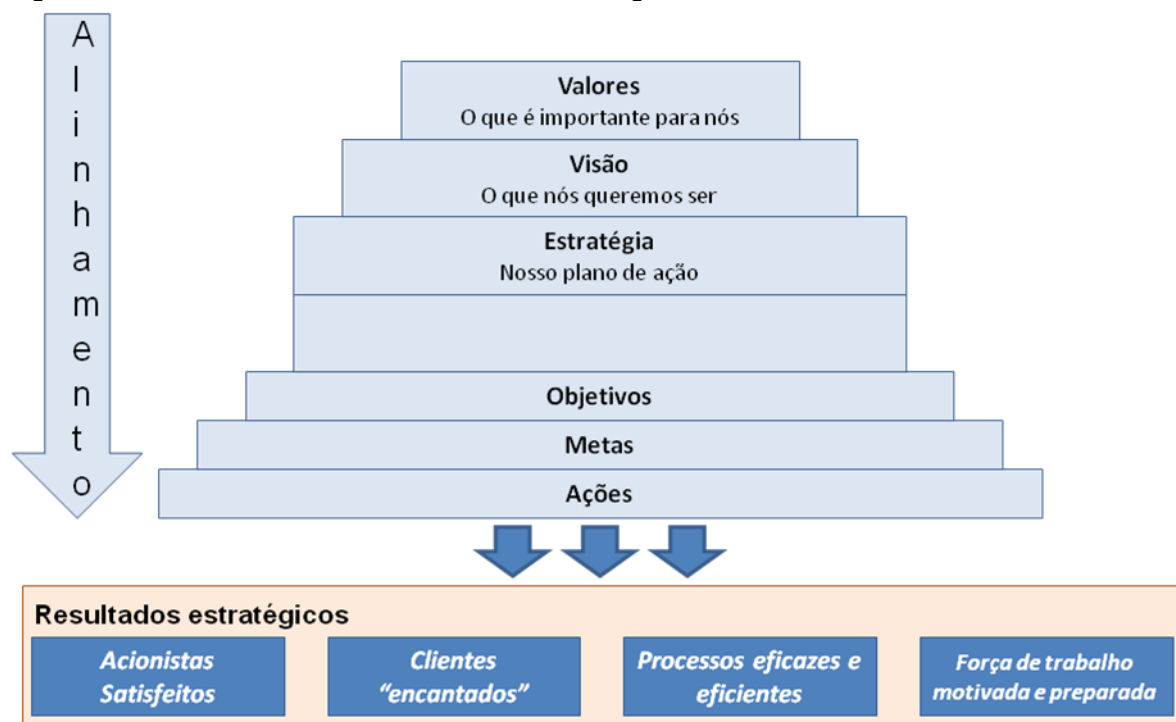 Alinhamento
Valores
O que é importante para nós
Visão
O que nós queremos ser
Estratégia
Nosso plano de ação
Objetivos
Metas
Ações
Resultados estratégicos
Acionistas
Satisfeitos
Clientes
“encantados”
Processos eficazes e
eficientes
Força de trabalho
motivada e preparada